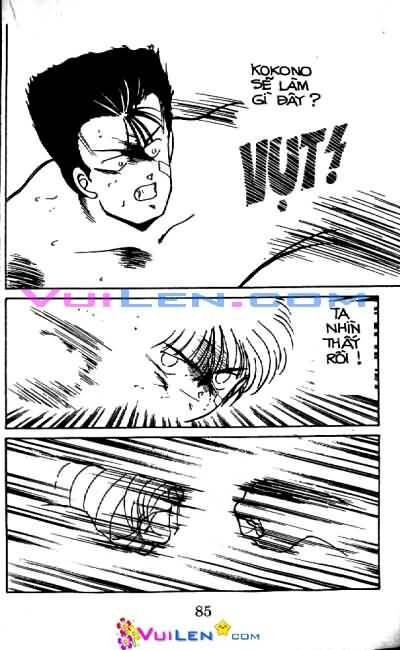 KOKONO
SẼ LÀM
GÌ ĐÂY ?
VỤT!
VUILEN.COM
TA
NHÌN
THẤY
RỒI !
85
VUILEN.com